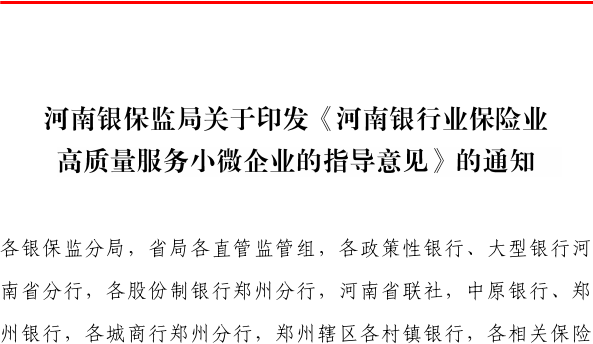 河南银保监局关于印发《河南银行业保险业
高质量服务小微企业的指导意见》的通知
各银保监分局，省局各直管监管组，各政策性银行、大型银行河
南省分行，各股份制银行郑州分行，河南省联社，中原银行、郑
州银行，各城商行郑州分行，郑州辖区各村镇银行，各相关保险